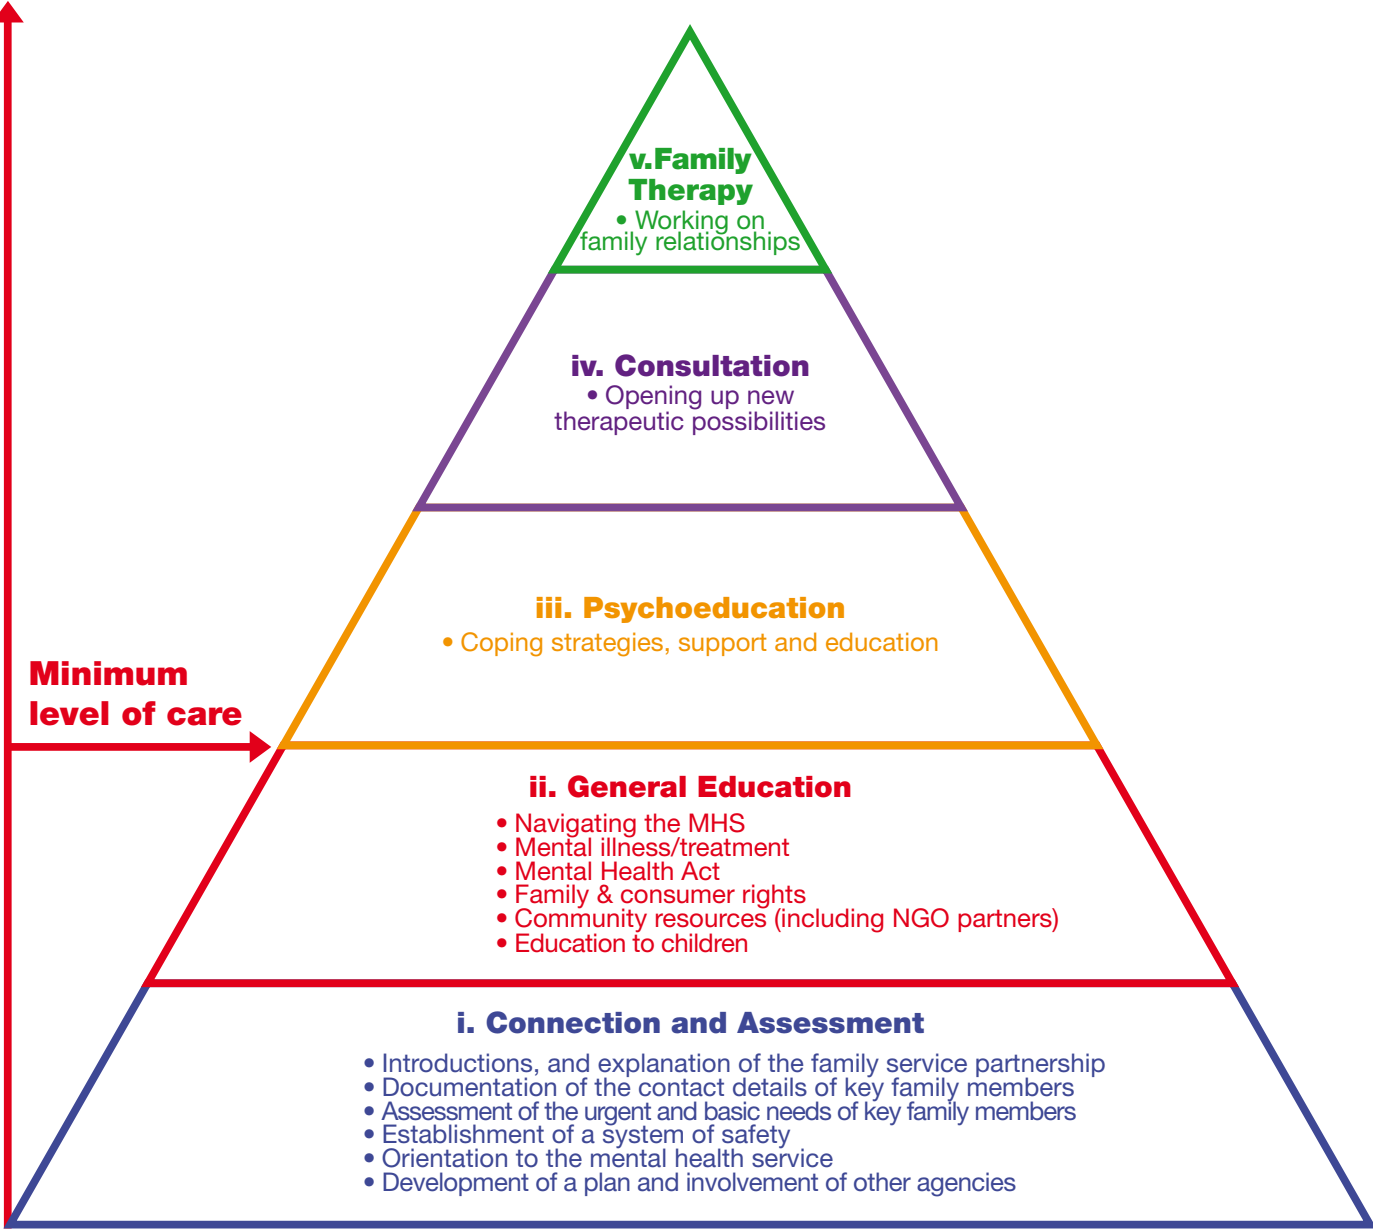 v.Family
Therapy
• Working on
family relationships
iv. Consultation
• Opening up new
therapeutic possibilities
iii. Psychoeducation
• Coping strategies, support and education
Minimum
level of care
ii. General Education
• Navigating the MHS
• Mental illness/treatment
• Mental Health Act
• Family & consumer rights
• Community resources (including NGO partners)
• Education to children
i. Connection and Assessment
• Introductions, and explanation of the family service partnership
• Documentation of the contact details of key family members
• Assessment of the urgent and basic needs of key family members
• Establishment of a system of safety
• Orientation to the mental health service
• Development of a plan and involvement of other agencies